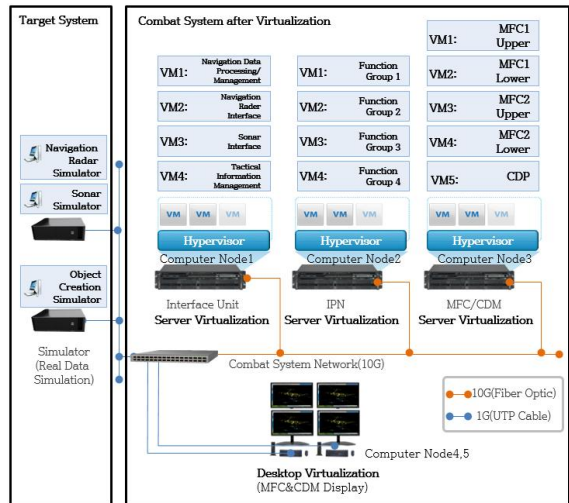 Target System
Navigation
Radar
Simulator
Sonar
Simulator
Object
Creation
Simulator
Simulator
(Real Data
Simulation)
Combat System after Virtualization
VM1: Navigation Data
Processing/
Management
VM2: Navigation
Rader
Interface
VM3: Sonar
Interface
VM4: Tactical
Information
Management
VM VM VM
Hypervisor
Computer Node1
Interface Unit
Server Virtualization
VM1: Function
Group 1
VM2: Function
Group 2
VM3: Function
Group 3
VM4: Function
Group 4
VM VM VM
Hypervisor
Computer Node2
IPN
Server Virtualization
VM1: MFC1
Upper
VM2: MFC1
Lower
VM3: MFC2
Upper
VM4: MFC2
Lower
VM5: CDP
VM VM VM
Hypervisor
Computer Node3
MFC/CDM
Server Virtualization
Combat System Network(10G)
10G(Fiber Optic)
1G(UTP Cable)
Computer Node4,5
Desktop Virtualization
(MFC&CDM Display)